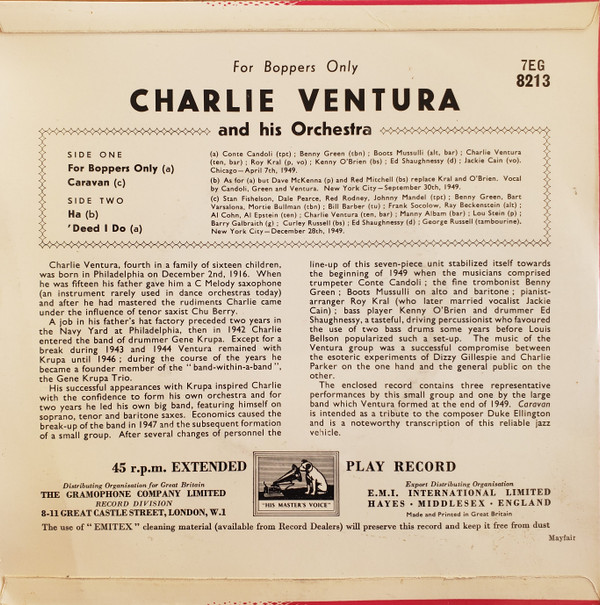 For Boppers Only
7EG
8213
CHARLIE VENTURA
and his Orchestra
SIDE ONE
For Boppers Only (a)
Caravan (c)
SIDE TWO
Ha (b)
'Deed I Do (a)
(a) Conte Candoli (tpt) ; Benny Green (tbn) ; Boots Mussulli (alt, bar) ; Charlie Ventura
(ten, bar) ; Roy Kral (p, vo) ; Kenny O'Brien (bs) ; Ed Shaughnessy (d) ; Jackie Cain (vo).
Chicago—April 7th, 1949.
(b) As for (a) but Dave McKenna (p) and Red Mitchell (bs) replace Kral and O'Brien. Vocal
by Candoli, Green and Ventura. New York City—September 30th, 1949.
(c) Stan Fishelson, Dale Pearce, Red Rodney, Johnny Mandel (tpt) ; Benny Green, Bart
Varsalona, Mortie Bullman (tbn) ; Bill Barber (tu) ; Frank Socolow, Ray Beckenstein (alt) ;
Al Cohn, Al Epstein (ten) ; Charlie Ventura (ten, bar) ; Manny Albam (bar) ; Lou Stein (p) ;
Barry Galbraith (g) ; Curley Russell (bs) ; Ed Shaughnessy (d) ; George Russell (tambourine).
New York City—December 28th, 1949.
Charlie Ventura, fourth in a family of sixteen children,
was born in Philadelphia on December 2nd, 1916. When
he was fifteen his father gave him a C Melody saxophone
(an instrument rarely used in dance orchestras today)
and after he had mastered the rudiments Charlie came
under the influence of tenor saxist Chu Berry.
A job in his father's hat factory preceded two years in
the Navy Yard at Philadelphia, then in 1942 Charlie
entered the band of drummer Gene Krupa. Except for a
break during 1943 and 1944 Ventura remained with
Krupa until 1946 ; during the course of the years he
became a founder member of the "band-within-a-band",
the Gene Krupa Trio.
His successful appearances with Krupa inspired Charlie
with the confidence to form his own orchestra and for
two years he led his own big band, featuring himself on
soprano, tenor and baritone saxes. Economics caused the
break-up of the band in 1947 and the subsequent formation
of a small group. After several changes of personnel the
line-up of this seven-piece unit stabilized itself towards
the beginning of 1949 when the musicians comprised
trumpeter Conte Candoli ; the fine trombonist Benny
Green ; Boots Mussulli on alto and baritone ; pianist-
arranger Roy Kral (who later married vocalist Jackie
Cain) ; bass player Kenny O'Brien and drummer Ed
Shaughnessy, a tasteful, driving percussionist who favoured
the use of two bass drums some years before Louis
Bellson popularized such a set-up. The music of the
Ventura group was a successful compromise between
the esoteric experiments of Dizzy Gillespie and Charlie
Parker on the one hand and the general public on the
other.
The enclosed record contains three representative
performances by this small group and one by the large
band which Ventura formed at the end of 1949. Caravan
is intended as a tribute to the composer Duke Ellington
and is a noteworthy transcription of this reliable jazz
vehicle.
45 r.p.m. EXTENDED PLAY RECORD
Distributing Organisation for Great Britain
THE GRAMOPHONE COMPANY LIMITED
RECORD DIVISION
8-11 GREAT CASTLE STREET, LONDON, W.1
"HIS MASTER'S VOICE"
Export Distributing Organisation
E.M.I. INTERNATIONAL LIMITED
HAYES · MIDDLESEX · ENGLAND
Made and Printed in Great Britain
The use of "EMITEX" cleaning material (available from Record Dealers) will preserve this record and keep it free from dust
Mayfair